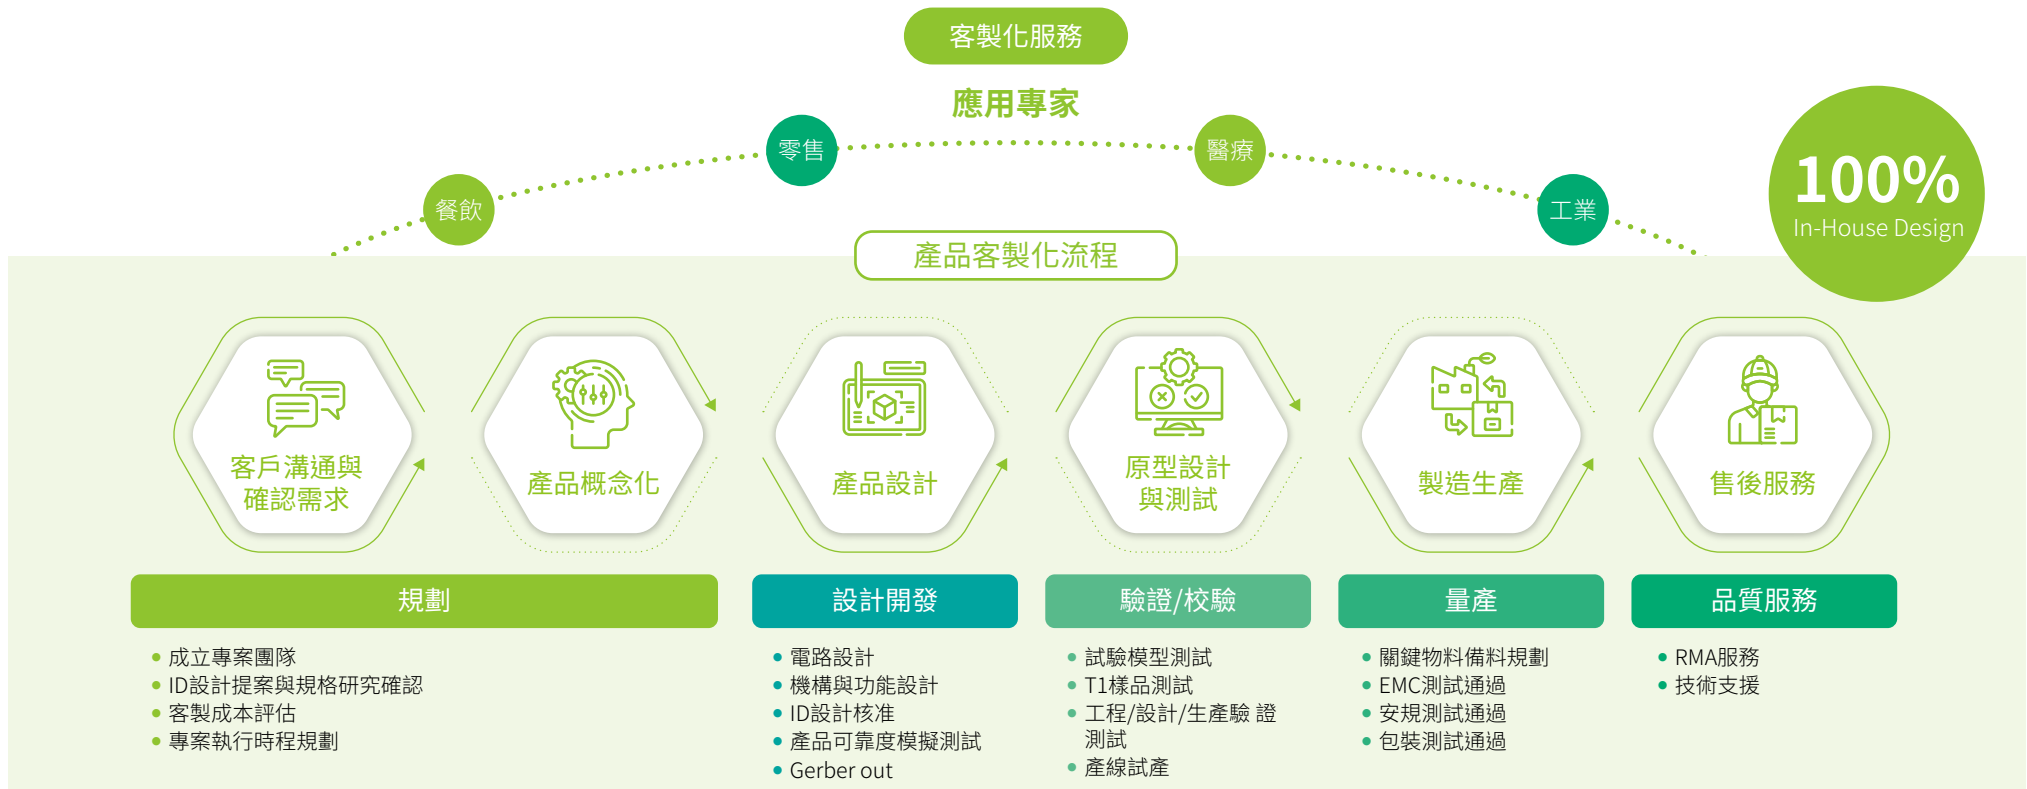 客製化服務
應用專家
餐飲
零售
醫療
工業
100%
In-House Design
產品客製化流程
客戶溝通與
確認需求
產品概念化
產品設計
原型設計
與測試
製造生產
售後服務
規劃
成立專案團隊
ID設計提案與規格研究確認
客製成本評估
專案執行時程規劃
設計開發
電路設計
機構與功能設計
ID設計核准
產品可靠度模擬測試
Gerber out
驗證/校驗
試驗模型測試
T1樣品測試
工程/設計/生產驗 證
測試
產線試產
量產
關鍵物料備料規劃
EMC測試通過
安規測試通過
包裝測試通過
品質服務
RMA服務
技術支援